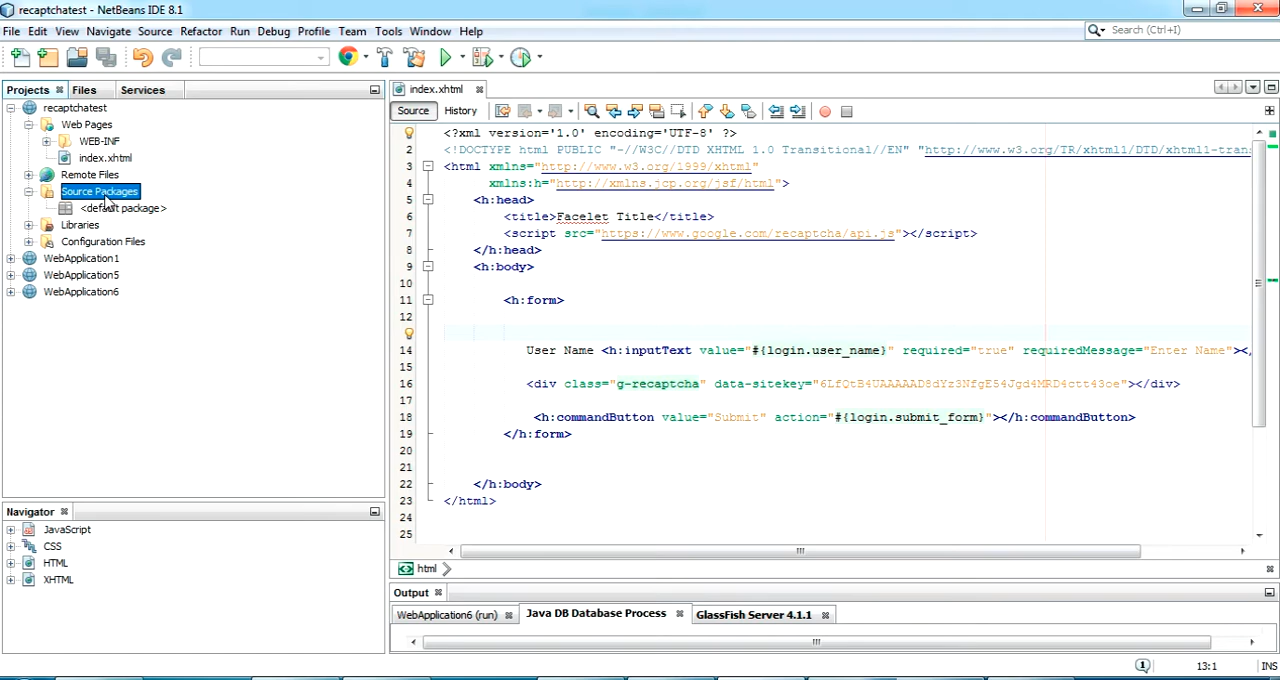 recaptchatest - NetBeans IDE 8.1
File Edit View Navigate Source Refactor Run Debug Profile Team Tools Window Help
Search (Ctrl+I)
Projects Files Services
recaptchatest
Web Pages
WEB-INF
index.xhtml
Remote Files
Source Packages
<default package>
Libraries
Configuration Files
WebApplication1
WebApplication5
WebApplication6
Navigator
JavaScript
CSS
HTML
XHTML
index.xhtml
Source History
1 <?xml version='1.0' encoding='UTF-8' ?>
2 <!DOCTYPE html PUBLIC "-//W3C//DTD XHTML 1.0 Transitional//EN" "http://www.w3.org/TR/xhtml1/DTD/xhtml1-tran
3 <html xmlns="http://www.w3.org/1999/xhtml"
4 xmlns:h="http://xmlns.jcp.org/jsf/html">
5 <h:head>
6 <title>Facelet Title</title>
7 <script src="https://www.google.com/recaptcha/api.js"></script>
8 </h:head>
9 <h:body>
10
11 <h:form>
12
14 User Name <h:inputText value="#{login.user_name}" required="true" requiredMessage="Enter Name"></
15
16 <div class="g-recaptcha" data-sitekey="6LfQtB4UAAAAAD8dYz3NfgE54Jgd4MRD4ctt43oe"></div>
17
18 <h:commandButton value="Submit" action="#{login.submit_form}"></h:commandButton>
19 </h:form>
20
21
22 </h:body>
23 </html>
24
25
html
Output
WebApplication6 (run) Java DB Database Process GlassFish Server 4.1.1
1 13:1 INS